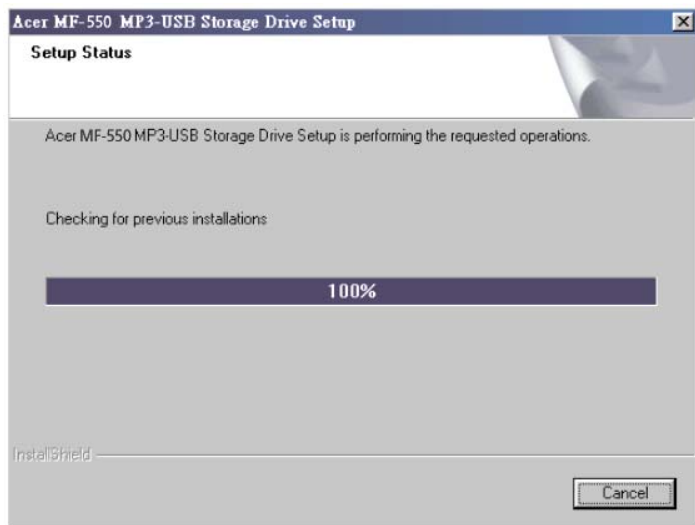 Acer MF-550 MP3-USB Storage Drive Setup
Setup Status
Acer MF-550 MP3-USB Storage Drive Setup is performing the requested operations.
Checking for previous installations
100%
InstallShield
Cancel